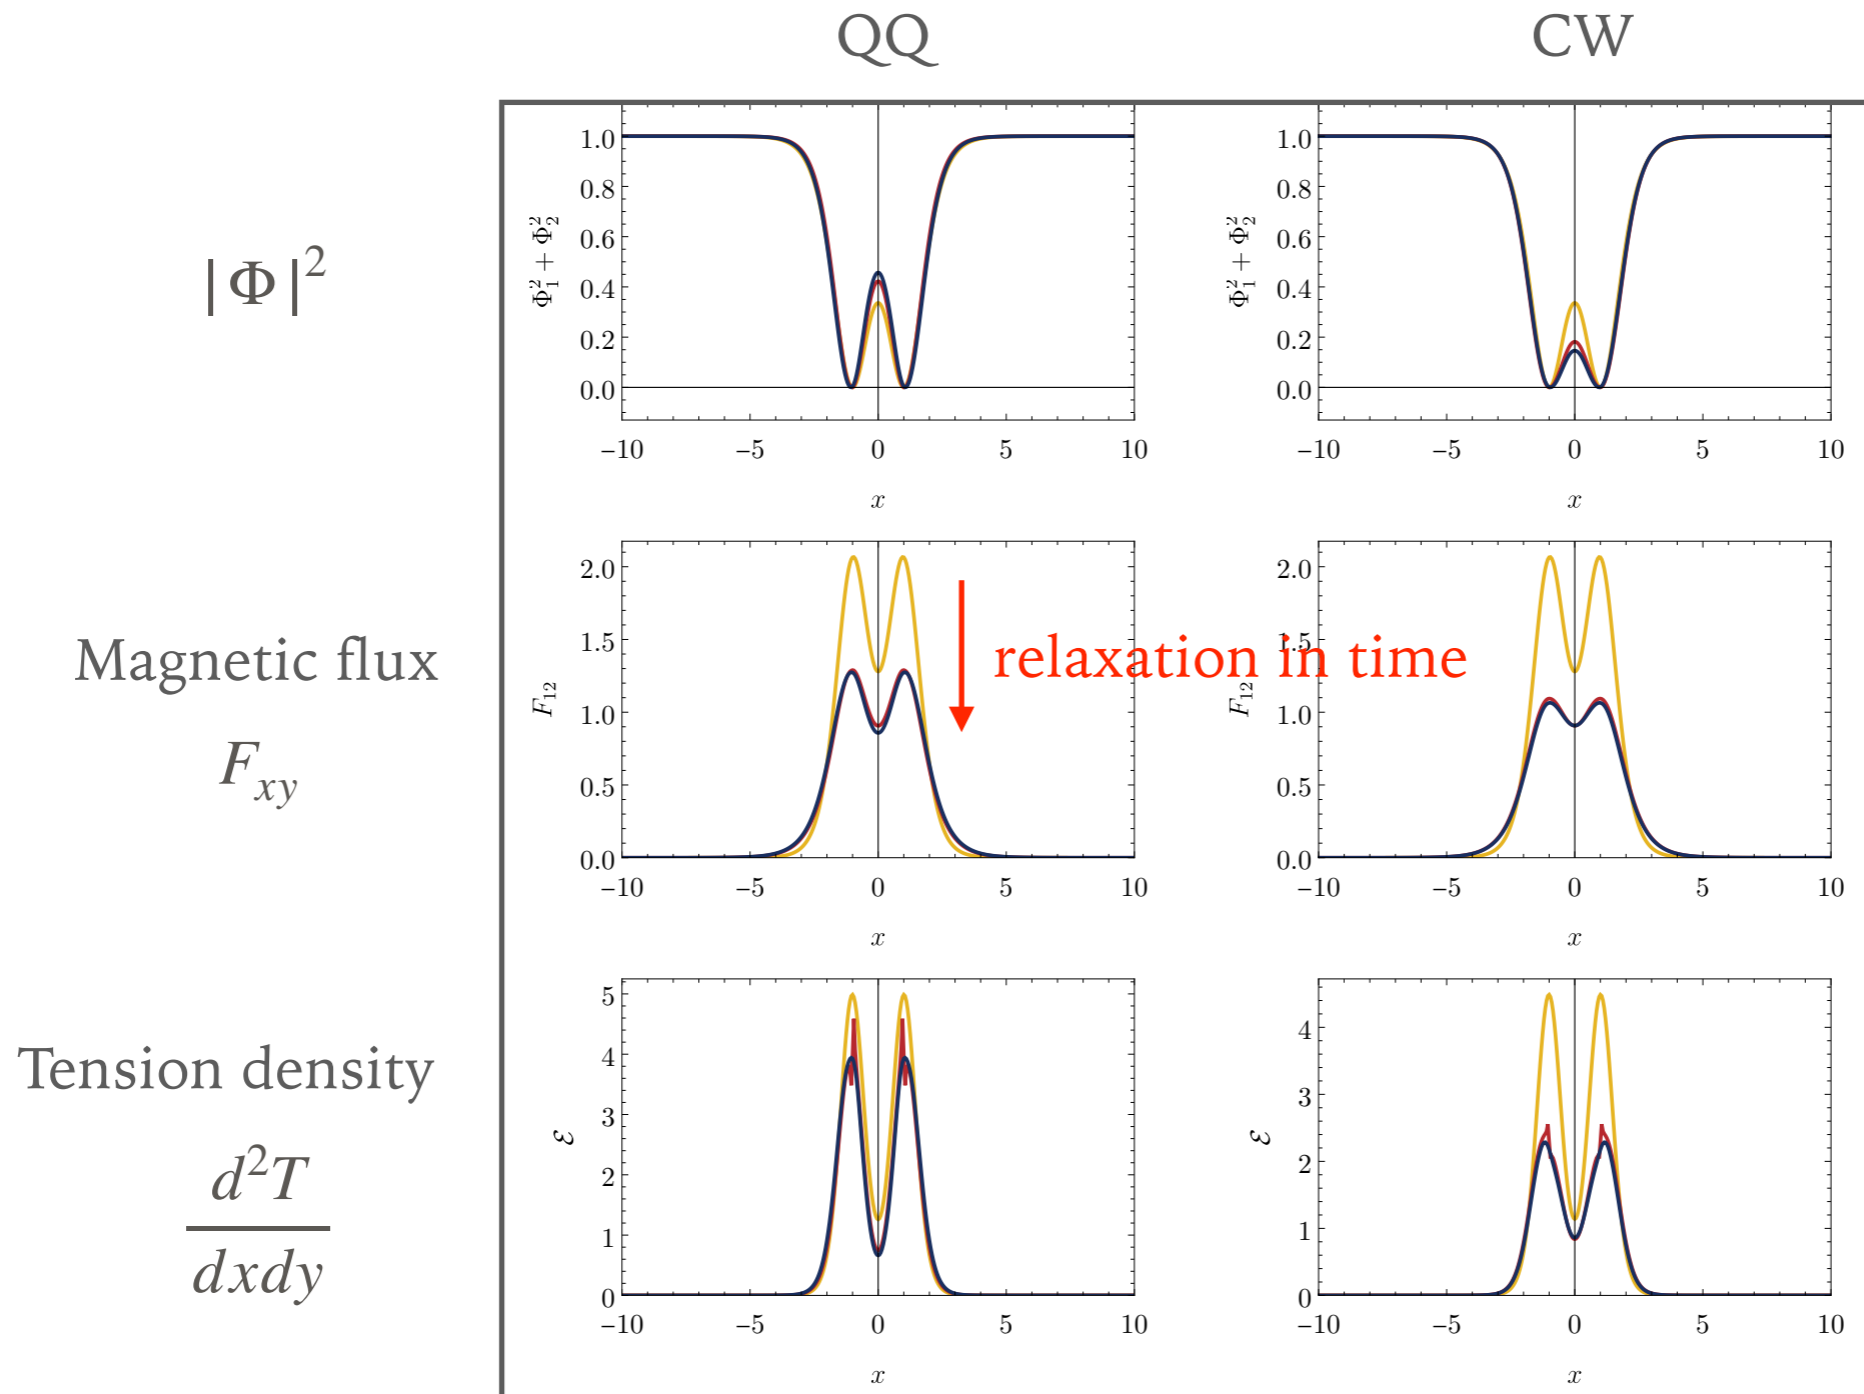 QQ CW
|Φ|²
1.0
0.8
0.6
0.4
0.2
0.0
Φ₁² + Φ₂²
−10 −5 0 5 10
x
1.0
0.8
0.6
0.4
0.2
0.0
Φ₁² + Φ₂²
−10 −5 0 5 10
x
Magnetic flux
F_xy
2.0
1.5
1.0
0.5
0.0
F₁₂
−10 −5 0 5 10
x
relaxation in time
2.0
1.5
1.0
0.5
0.0
F₁₂
−10 −5 0 5 10
x
Tension density
d²T
dxdy
5
4
3
2
1
0
ℰ
−10 −5 0 5 10
x
4
3
2
1
0
ℰ
−10 −5 0 5 10
x